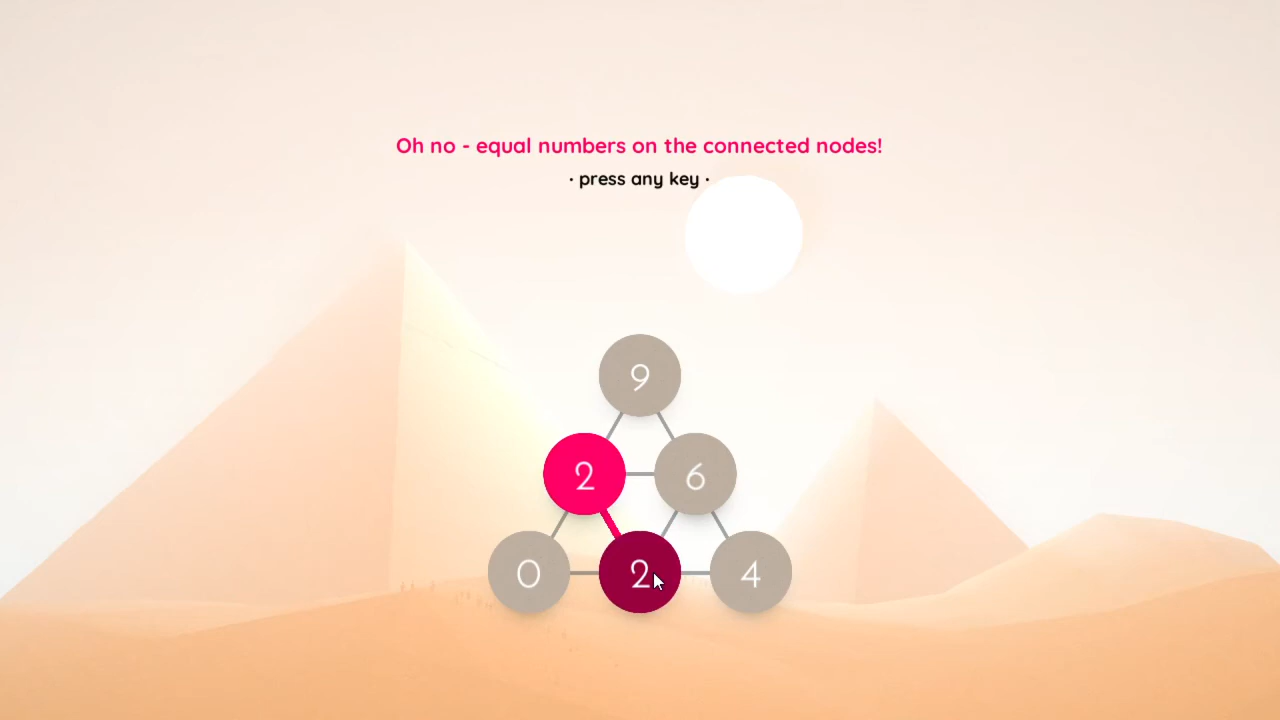 Oh no - equal numbers on the connected nodes!
· press any key ·
9
2 6
0 2 4